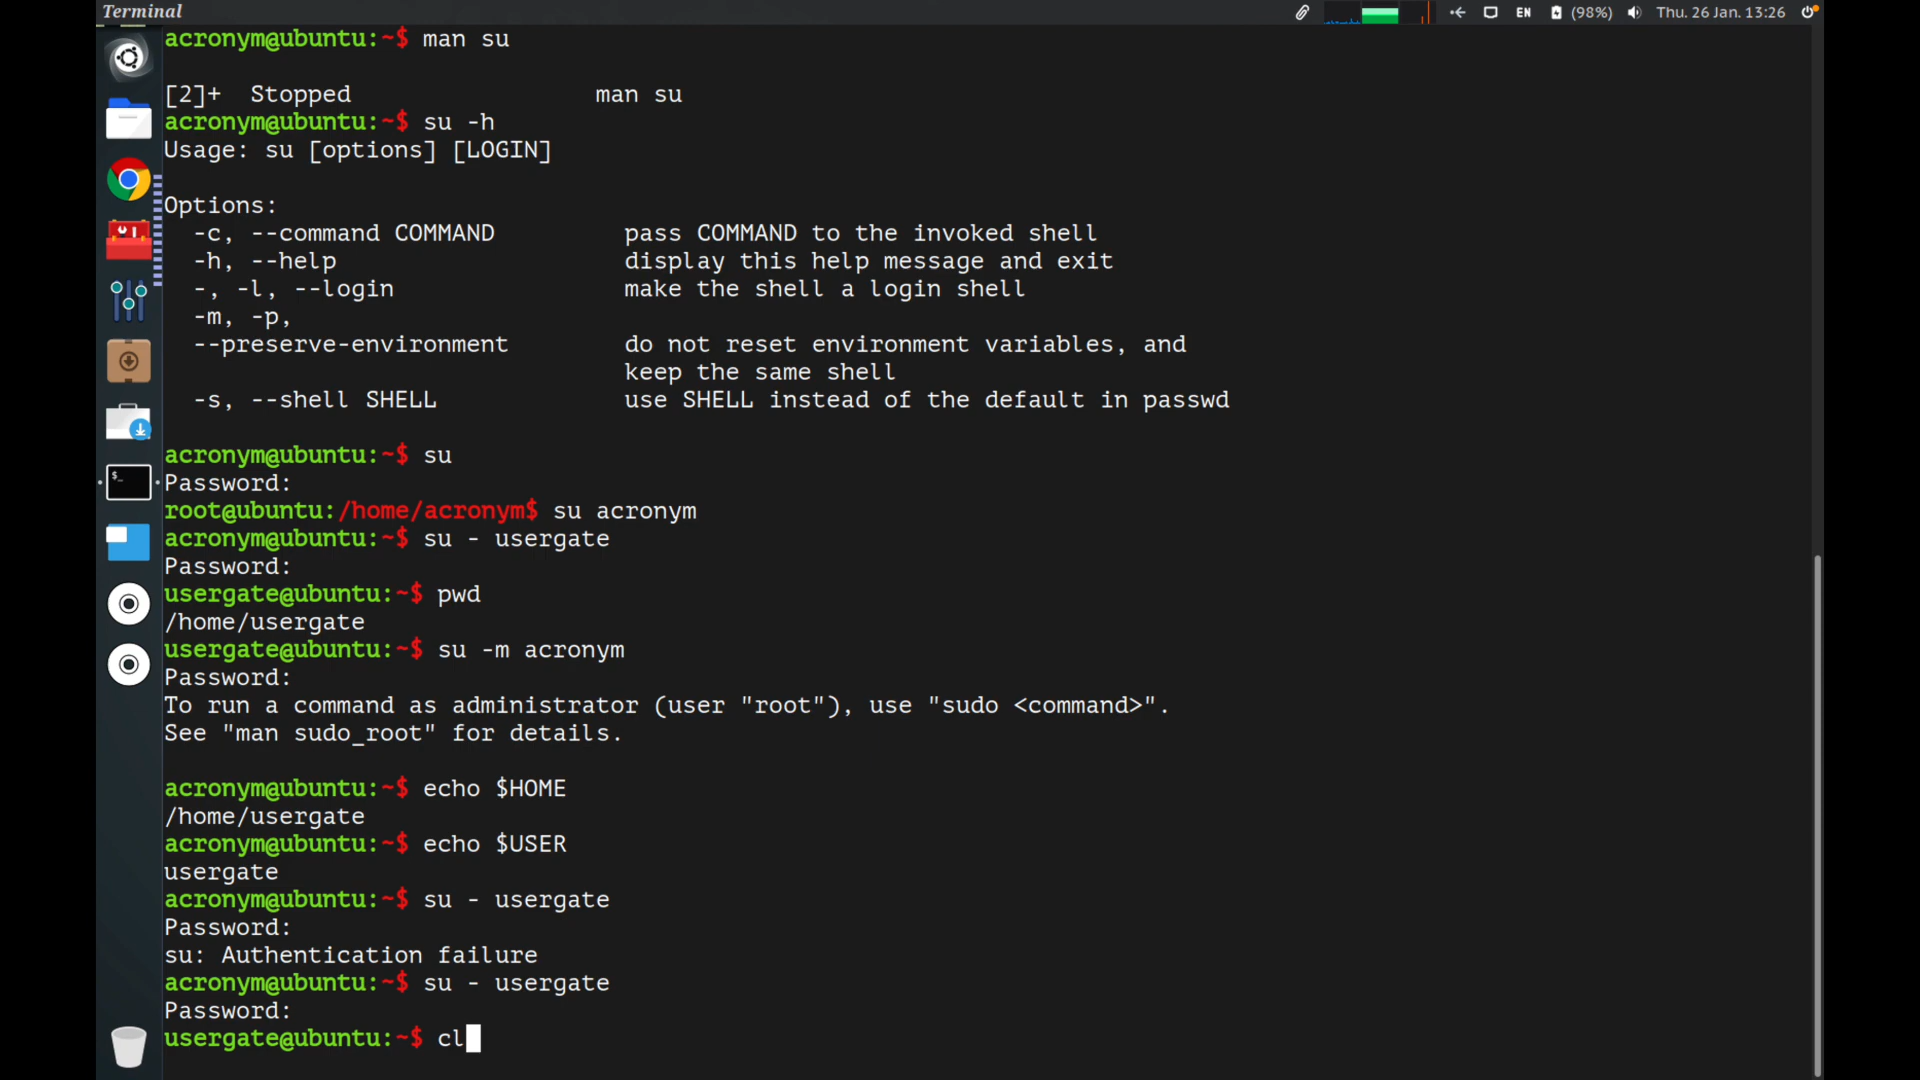 Terminal
EN (98%) Thu. 26 Jan. 13:26
acronym@ubuntu:~$ man su
[2]+  Stopped                 man su
acronym@ubuntu:~$ su -h
Usage: su [options] [LOGIN]
Options:
  -c, --command COMMAND         pass COMMAND to the invoked shell
  -h, --help                    display this help message and exit
  -, -l, --login                make the shell a login shell
  -m, -p,
  --preserve-environment        do not reset environment variables, and
                                keep the same shell
  -s, --shell SHELL             use SHELL instead of the default in passwd
acronym@ubuntu:~$ su
Password:
root@ubuntu:/home/acronym$ su acronym
acronym@ubuntu:~$ su - usergate
Password:
usergate@ubuntu:~$ pwd
/home/usergate
usergate@ubuntu:~$ su -m acronym
Password:
To run a command as administrator (user "root"), use "sudo <command>".
See "man sudo_root" for details.
acronym@ubuntu:~$ echo $HOME
/home/usergate
acronym@ubuntu:~$ echo $USER
usergate
acronym@ubuntu:~$ su - usergate
Password:
su: Authentication failure
acronym@ubuntu:~$ su - usergate
Password:
usergate@ubuntu:~$ cl